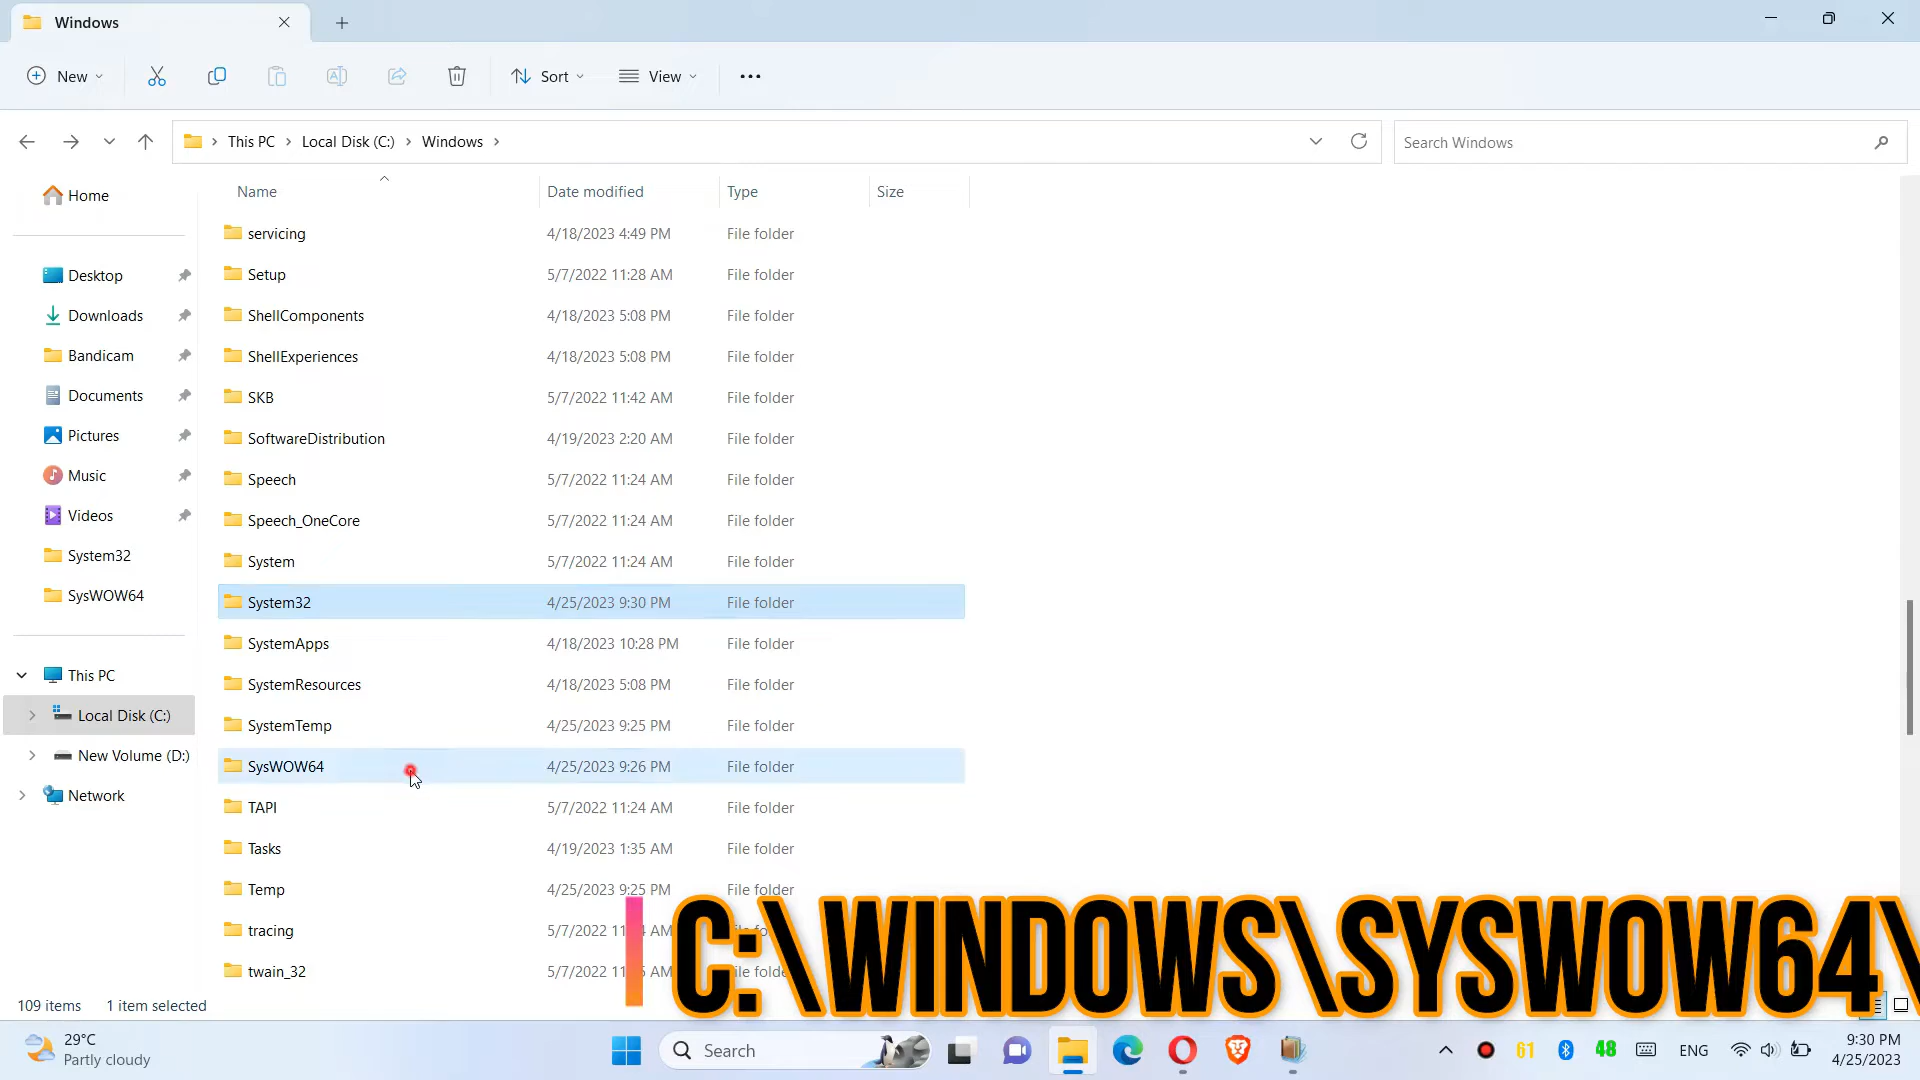 Windows
New
Sort
View
This PC
Local Disk (C:)
Windows
Search Windows
Name
Date modified
Type
Size
Home
Desktop
Downloads
Bandicam
Documents
Pictures
Music
Videos
System32
SysWOW64
This PC
Local Disk (C:)
New Volume (D:)
Network
servicing 4/18/2023 4:49 PM File folder
Setup 5/7/2022 11:28 AM File folder
ShellComponents 4/18/2023 5:08 PM File folder
ShellExperiences 4/18/2023 5:08 PM File folder
SKB 5/7/2022 11:42 AM File folder
SoftwareDistribution 4/19/2023 2:20 AM File folder
Speech 5/7/2022 11:24 AM File folder
Speech_OneCore 5/7/2022 11:24 AM File folder
System 5/7/2022 11:24 AM File folder
System32 4/25/2023 9:30 PM File folder
SystemApps 4/18/2023 10:28 PM File folder
SystemResources 4/18/2023 5:08 PM File folder
SystemTemp 4/25/2023 9:25 PM File folder
SysWOW64 4/25/2023 9:26 PM File folder
TAPI 5/7/2022 11:24 AM File folder
Tasks 4/19/2023 1:35 AM File folder
Temp 4/25/2023 9:25 PM File folder
tracing 5/7/2022 AM
twain_32 5/7/2022 AM
C:\WINDOWS\SYSWOW64\
109 items 1 item selected
29°C
Partly cloudy
Search
61
48
ENG
9:30 PM
4/25/2023